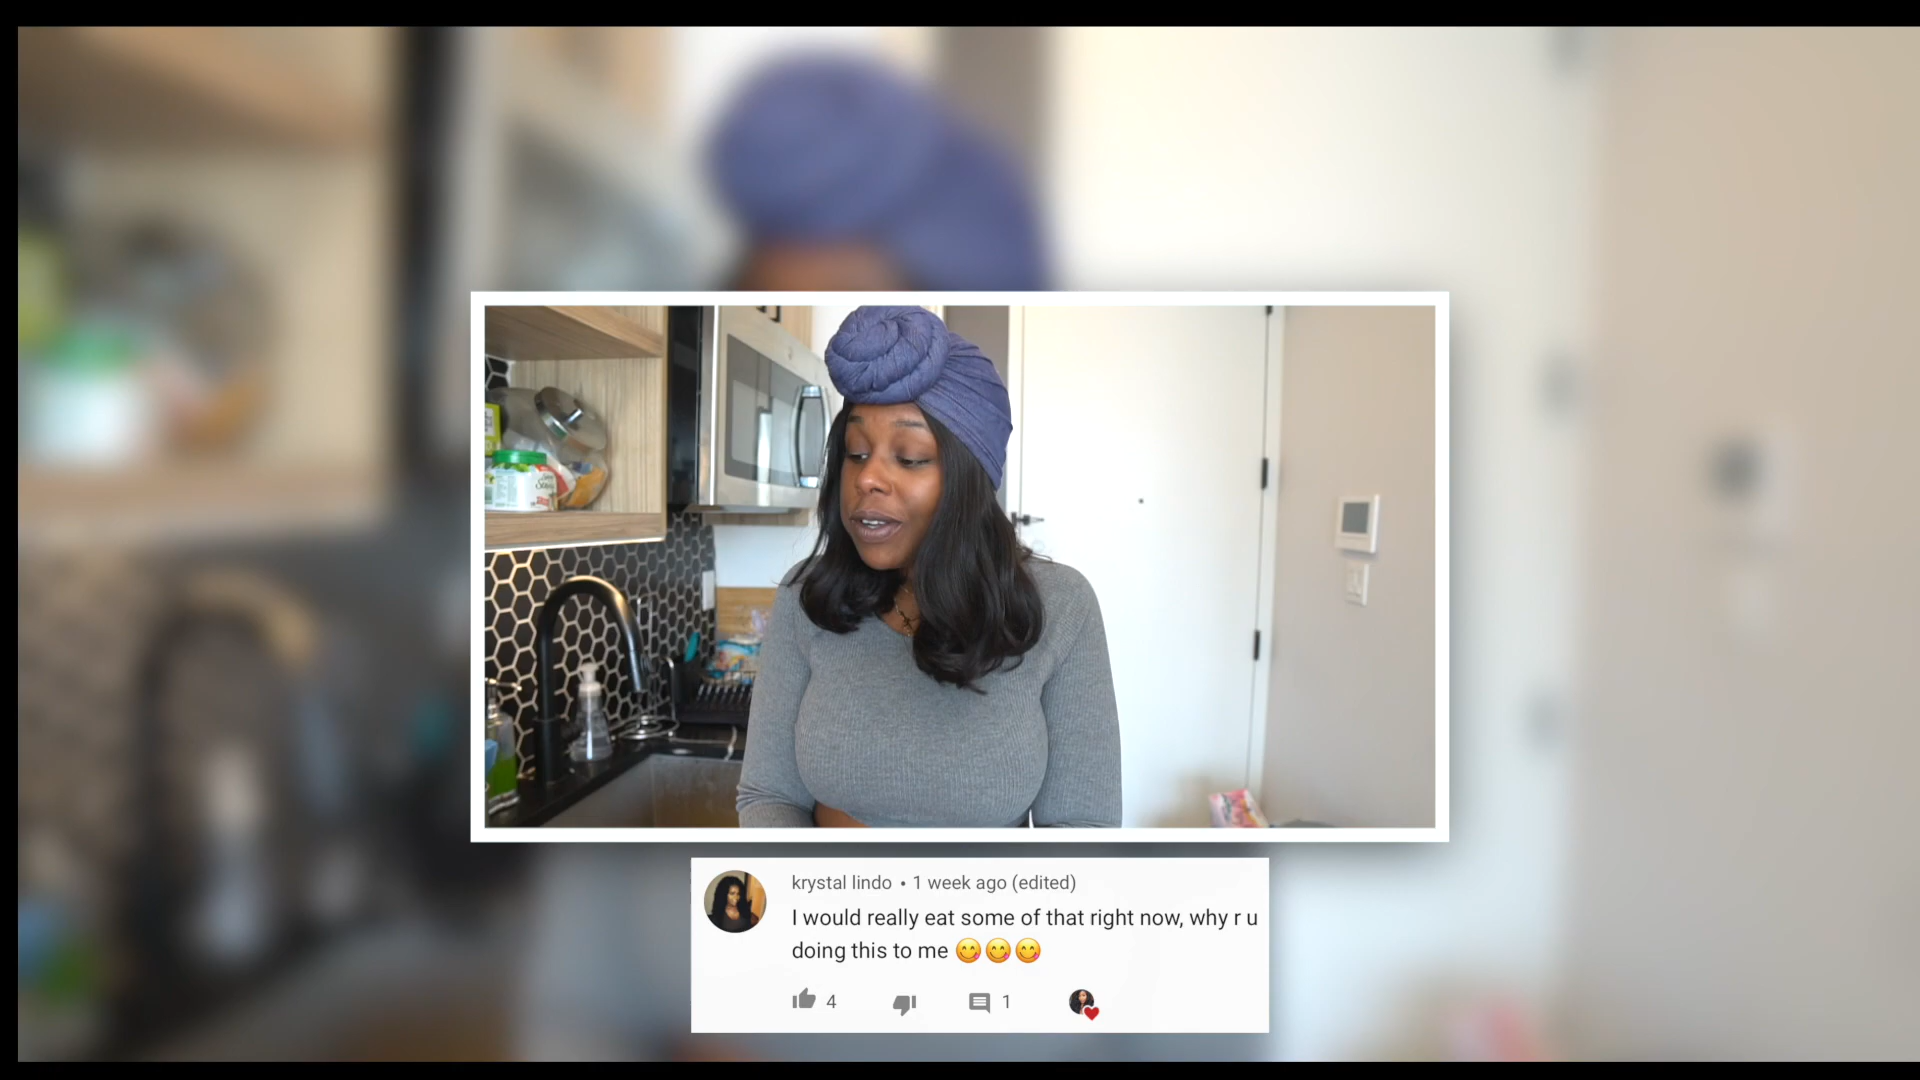 krystal lindo • 1 week ago (edited)
I would really eat some of that right now, why r u
doing this to me 😋😋😋
4
1